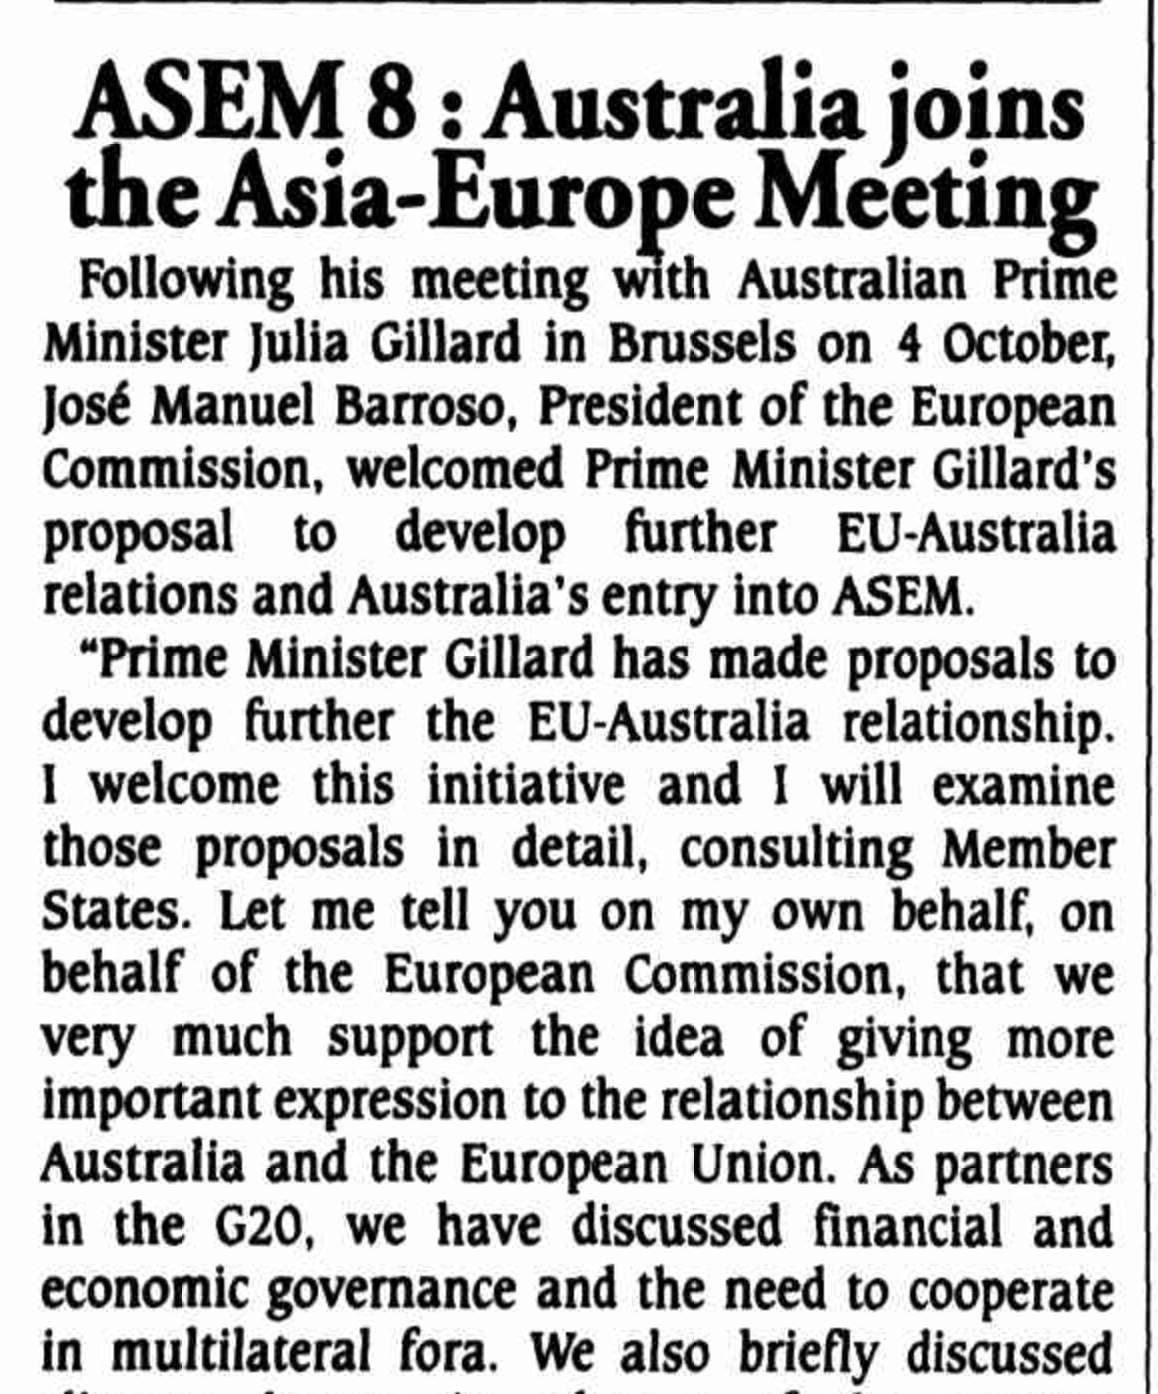 ASEM 8 : Australia joins
the Asia-Europe Meeting
Following his meeting with Australian Prime
Minister Julia Gillard in Brussels on 4 October,
José Manuel Barroso, President of the European
Commission, welcomed Prime Minister Gillard's
proposal to develop further EU-Australia
relations and Australia's entry into ASEM.
“Prime Minister Gillard has made proposals to
develop further the EU-Australia relationship.
I welcome this initiative and I will examine
those proposals in detail, consulting Member
States. Let me tell you on my own behalf, on
behalf of the European Commission, that we
very much support the idea of giving more
important expression to the relationship between
Australia and the European Union. As partners
in the G20, we have discussed financial and
economic governance and the need to cooperate
in multilateral fora. We also briefly discussed